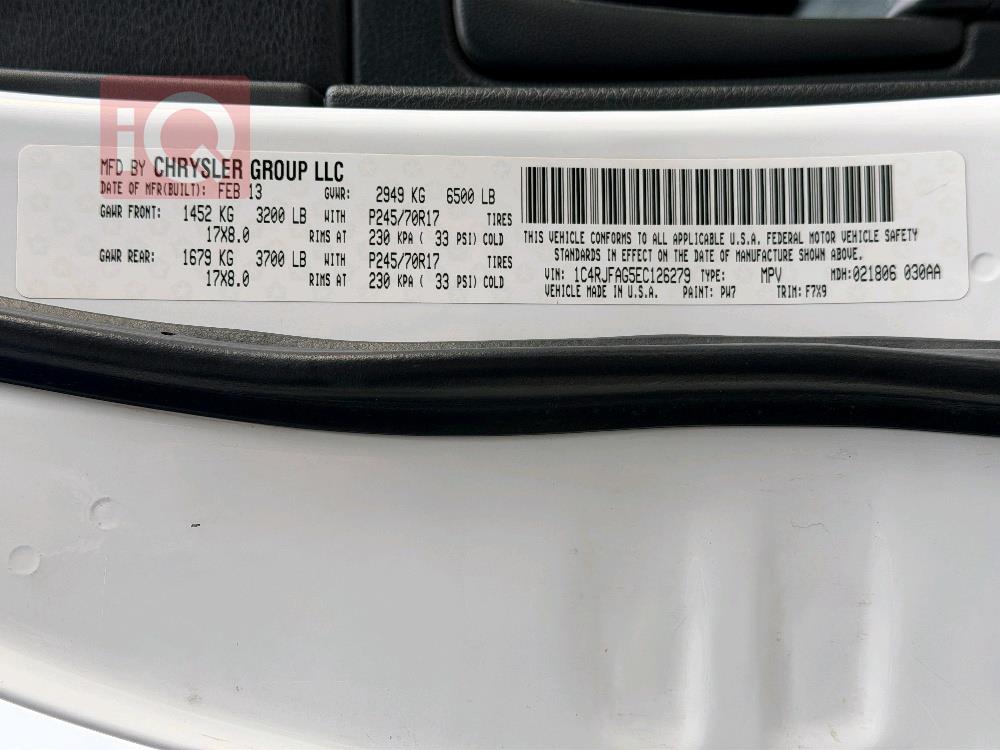 iQ
MFD BY CHRYSLER GROUP LLC
DATE OF MFR(BUILT): FEB 13 GVWR: 2949 KG 6500 LB
GAWR FRONT: 1452 KG 3200 LB WITH P245/70R17 TIRES
17X8.0 RIMS AT 230 KPA ( 33 PSI) COLD
GAWR REAR: 1679 KG 3700 LB WITH P245/70R17 TIRES
17X8.0 RIMS AT 230 KPA ( 33 PSI) COLD
THIS VEHICLE CONFORMS TO ALL APPLICABLE U.S.A. FEDERAL MOTOR VEHICLE SAFETY
STANDARDS IN EFFECT ON THE DATE OF MANUFACTURE SHOWN ABOVE.
VIN: 1C4RJFAG5EC126279 TYPE: MPV MDH:021806 030AA
VEHICLE MADE IN U.S.A. PAINT: PW7 TRIM: F7X9